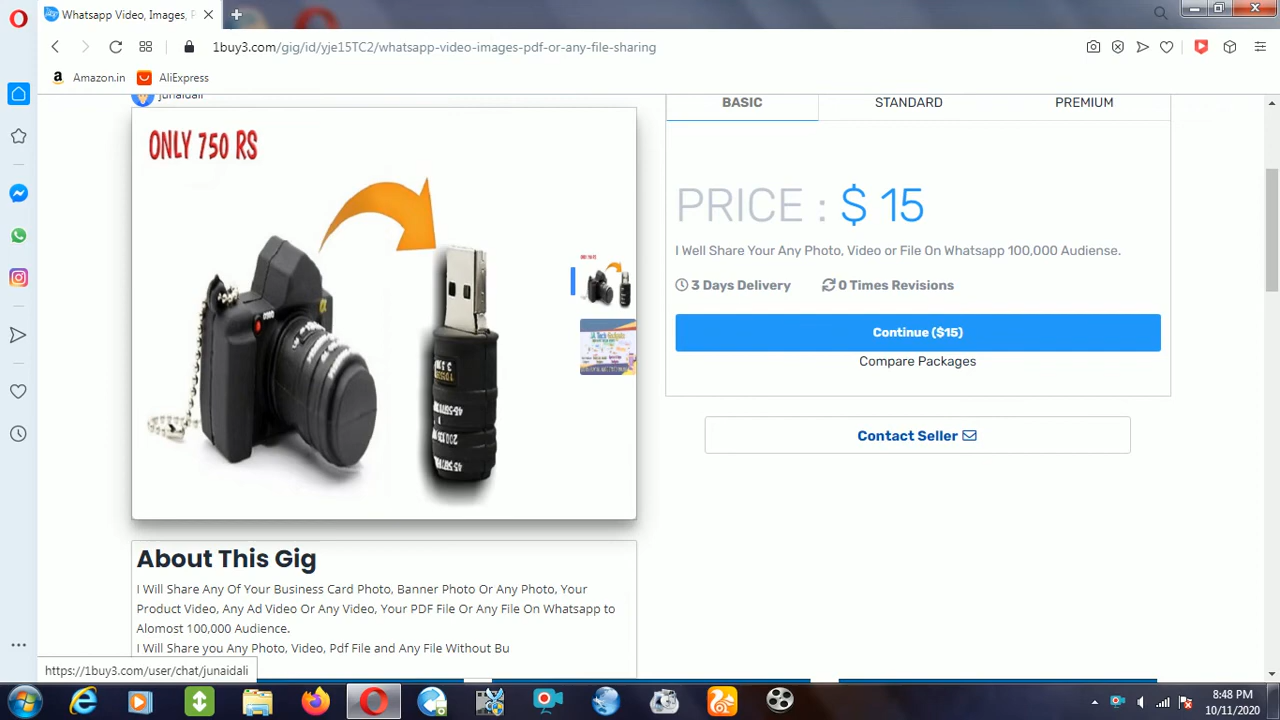 Whatsapp Video, Images, P
1buy3.com/gig/id/yje15TC2/whatsapp-video-images-pdf-or-any-file-sharing
Amazon.in
AliExpress
junaidali
ONLY 750 RS
BASIC
STANDARD
PREMIUM
PRICE : $ 15
I Well Share Your Any Photo, Video or File On Whatsapp 100,000 Audiense.
3 Days Delivery
0 Times Revisions
Continue ($15)
Compare Packages
Contact Seller
About This Gig
I Will Share Any Of Your Business Card Photo, Banner Photo Or Any Photo, Your
Product Video, Any Ad Video Or Any Video, Your PDF File Or Any File On Whatsapp to
Alomost 100,000 Audience.
I Will Share you Any Photo, Video, Pdf File and Any File Without Bu
https://1buy3.com/user/chat/junaidali
8:48 PM
10/11/2020